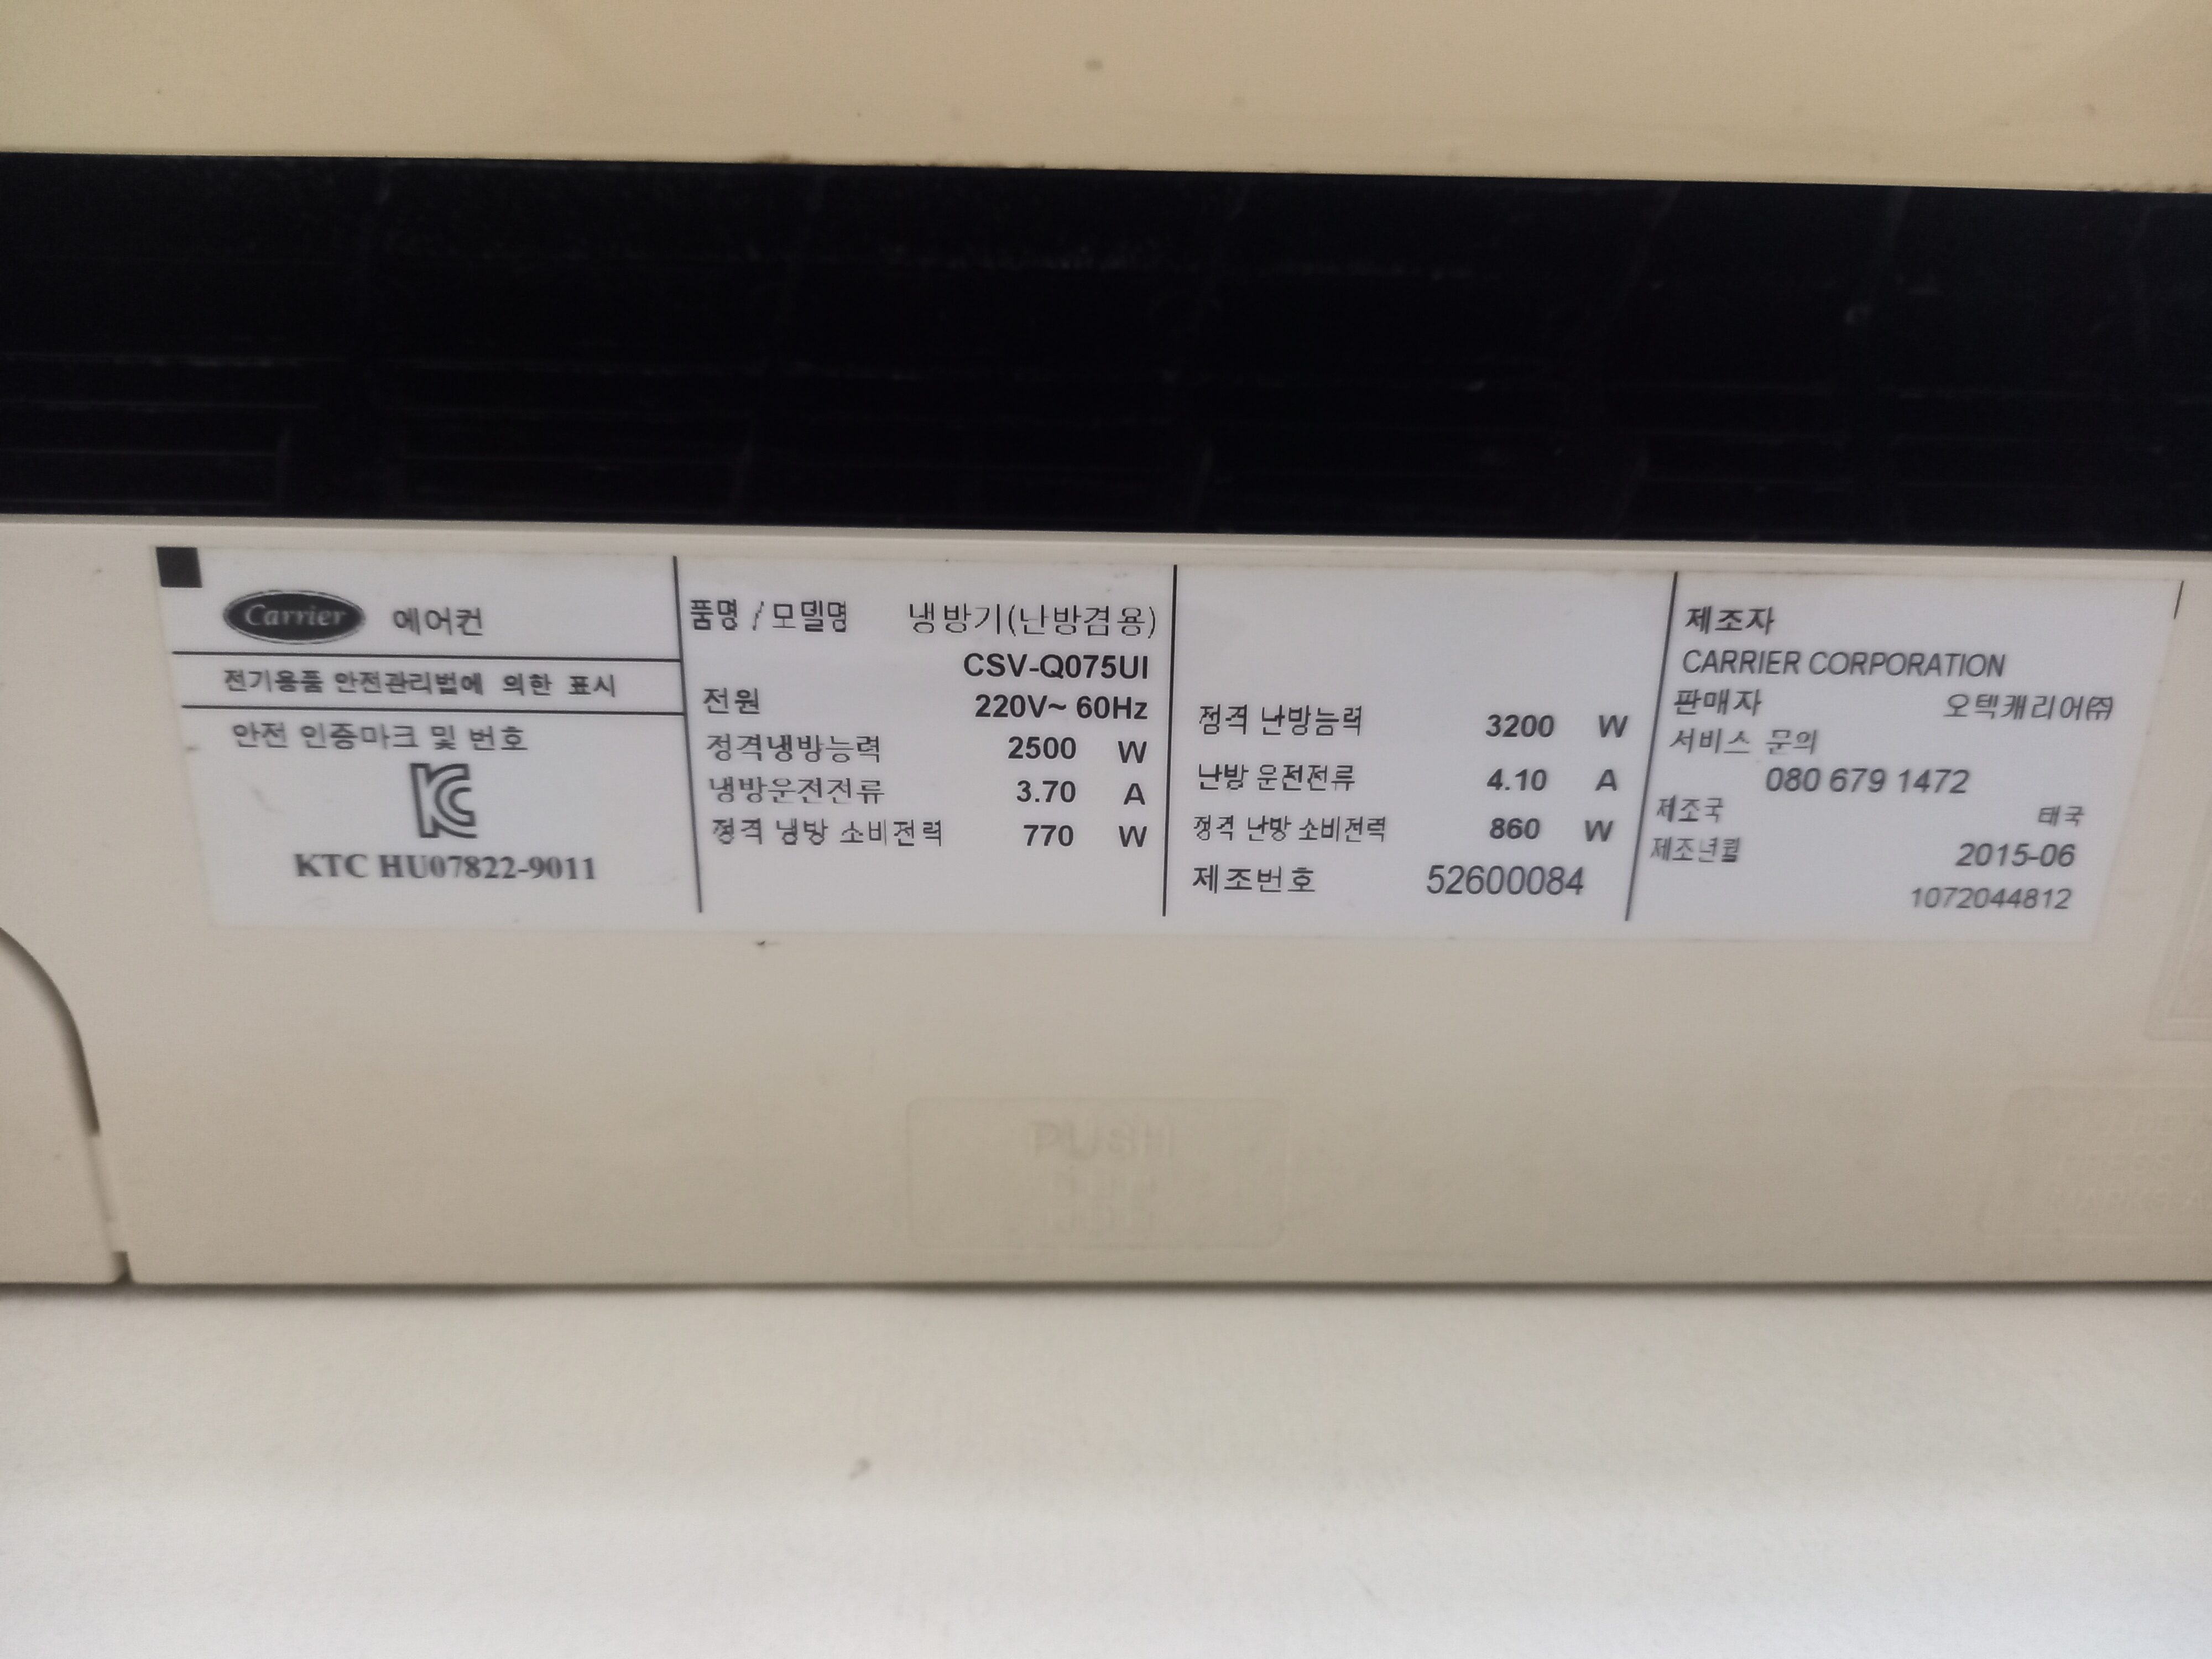 Carrier 에어컨
전기용품 안전관리법에 의한 표시
안전 인증마크 및 번호
KTC HU07822-9011
품명 / 모델명 냉방기(난방겸용)
CSV-Q075UI
전원 220V~ 60Hz
정격냉방능력 2500 W
냉방운전전류 3.70 A
정격 냉방 소비전력 770 W
정격 난방능력 3200 W
난방 운전전류 4.10 A
정격 난방 소비전력 860 W
제조번호 52600084
제조자
CARRIER CORPORATION
판매자 오텍캐리어㈜
서비스 문의
080 679 1472
제조국 태국
제조년월 2015-06
1072044812
PUSH